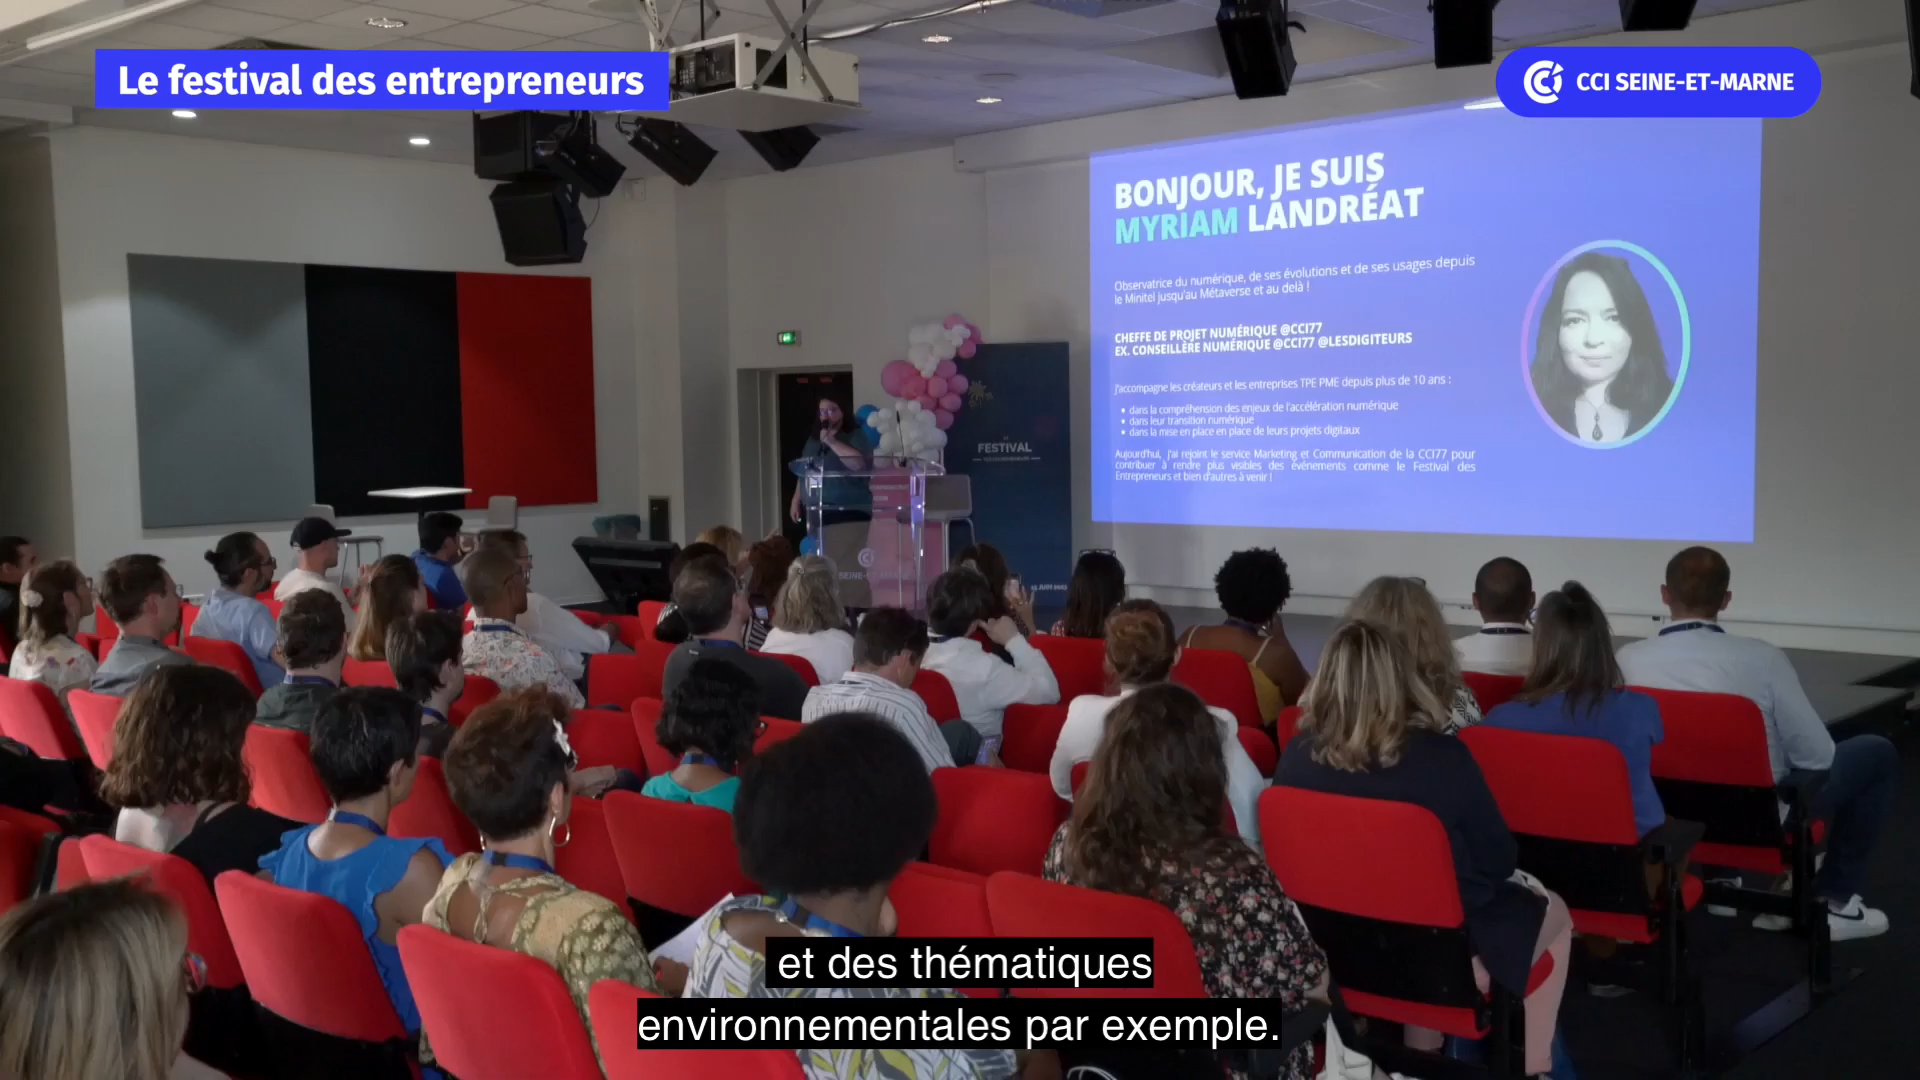 Le festival des entrepreneurs
CCI SEINE-ET-MARNE
BONJOUR, JE SUIS
MYRIAM LANDRÉAT
Observatrice du numérique, de ses évolutions et de ses usages depuis
le Minitel jusqu'au Métaverse et au delà !
CHEFFE DE PROJET NUMÉRIQUE @CCI77
EX. CONSEILLÈRE NUMÉRIQUE @CCI77 @LESDIGITEURS
J'accompagne les créateurs et les entreprises TPE PME depuis plus de 10 ans :
• dans la compréhension des enjeux de l'accélération numérique
• dans leur transition numérique
• dans la mise en place en place de leurs projets digitaux
Aujourd'hui, j'ai rejoint le service Marketing et Communication de la CCI77 pour
contribuer à rendre plus visibles des événements comme le Festival des
Entrepreneurs et bien d'autres à venir !
FESTIVAL
CCI
SEINE-ET-MARNE
et des thématiques
environnementales par exemple.